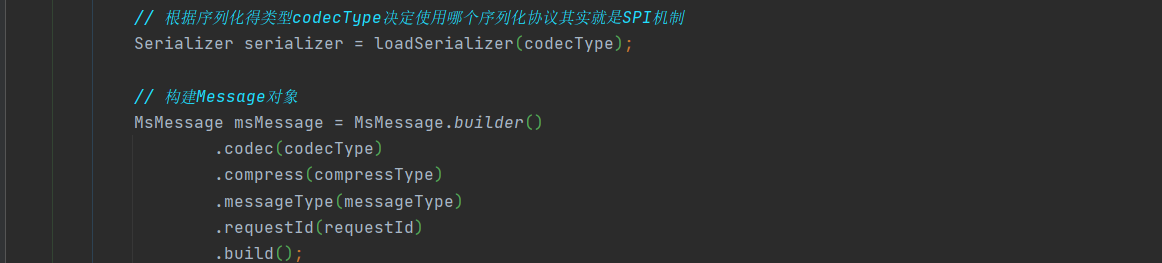 // 根据序列化得类型codecType决定使用哪个序列化协议其实就是SPI机制
Serializer serializer = loadSerializer(codecType);
// 构建Message对象
MsMessage msMessage = MsMessage.builder()
.codec(codecType)
.compress(compressType)
.messageType(messageType)
.requestId(requestId)
.build();